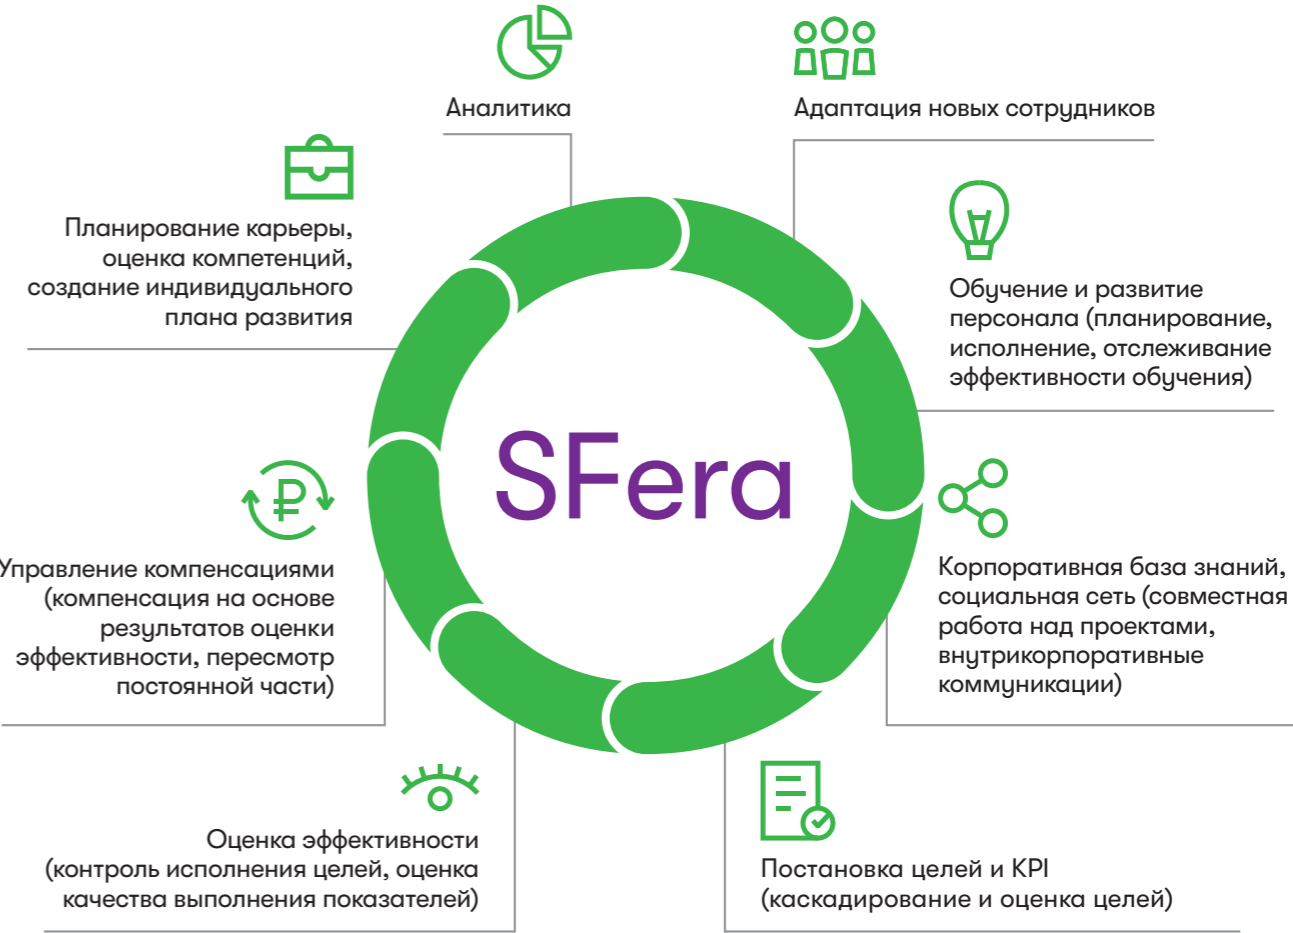 Аналитика
Адаптация новых сотрудников
Планирование карьеры,
оценка компетенций,
создание индивидуального
плана развития
Обучение и развитие
персонала (планирование,
исполнение, отслеживание
эффективности обучения)
SFera
Управление компенсациями
(компенсация на основе
результатов оценки
эффективности, пересмотр
постоянной части)
Корпоративная база знаний,
социальная сеть (совместная
работа над проектами,
внутрикорпоративные
коммуникации)
Оценка эффективности
(контроль исполнения целей, оценка
качества выполнения показателей)
Постановка целей и KPI
(каскадирование и оценка целей)